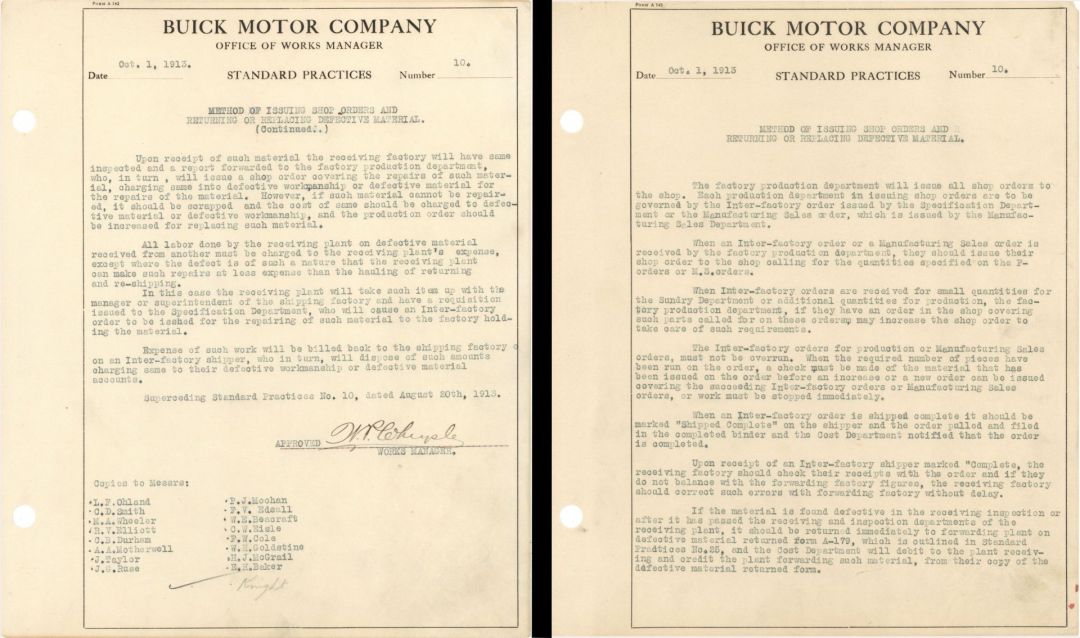 Form A 142
BUICK MOTOR COMPANY
OFFICE OF WORKS MANAGER
Date Oct. 1, 1913. STANDARD PRACTICES Number 10.
METHOD OF ISSUING SHOP ORDERS AND
RETURNING OR REPLACING DEFECTIVE MATERIAL.
(Continued.)
Upon receipt of such material the receiving factory will have same
inspected and a report forwarded to the factory production department,
who, in turn, will issue a shop order covering the repairs of such mater-
ial, charging same into defective workmanship or defective material for
the repairs of the material. However, if such material cannot be repair-
ed, it should be scrapped and the cost of same should be charged to defec-
tive material or defective workmanship, and the production order should
be increased for replacing such material.
All labor done by the receiving plant on defective material
received from another must be charged to the receiving plant's expense,
except where the defect is of such a nature that the receiving plant
can make such repairs at less expense than the hauling of returning
and re-shipping.
In this case the receiving plant will take such item up with the
manager or superintendent of the shipping factory and have a requisition
issued to the Specification Department, who will cause an Inter-factory
order to be issued for the repairing of such material to the factory hold-
ing the material.
Expense of such work will be billed back to the shipping factory o
on an Inter-factory shipper, who in turn, will dispose of such amounts
charging same to their defective workmanship or defective material
accounts.
Superceding Standard Practices No. 10, dated August 20th, 1913.
APPROVED W.P. Chrysler
WORKS MANAGER.
Copies to Messrs:
L.F. Ohland
C.D. Smith
M.A. Wheeler
R.V. Elliott
C.B. Durham
A.A. Motherwell
J. Taylor
J.G. Ruse
P.J. Moohan
F.V. Edsall
W.E. Beacraft
C.W. Eisle
F.W. Cole
W.H. Goldstine
M.J. McGrail
E.H. Baker
Knight
Form A 142
BUICK MOTOR COMPANY
OFFICE OF WORKS MANAGER
Date Oct. 1, 1913 STANDARD PRACTICES Number 10.
METHOD OF ISSUING SHOP ORDERS AND
RETURNING OR REPLACING DEFECTIVE MATERIAL.
The factory production department will issue all shop orders to
the shop. Each production department in issuing shop orders are to be
governed by the Inter-factory order issued by the Specification Depart-
ment or the Manufacturing Sales order, which is issued by the Manufac-
turing Sales Department.
When an Inter-factory order or a Manufacturing Sales order is
received by the factory production department, they should issue their
shop order to the shop calling for the quantities specified on the P-
orders or M.S.orders.
When Inter-factory orders are received for small quantities for
the Sundry Department or additional quantities for production, the fac-
tory production department, if they have an order in the shop covering
such parts called for on these orders, may increase the shop order to
take care of such requirements.
The Inter-factory orders for production or Manufacturing Sales
orders, must not be overrun. When the required number of pieces have
been run on the order, a check must be made of the material that has
been issued on the order before an increase or a new order can be issued
covering the succeeding Inter-factory orders or Manufacturing Sales
orders, or work must be stopped immediately.
When an Inter-factory order is shipped complete it should be
marked "Shipped Complete" on the shipper and the order pulled and filed
in the completed binder and the Cost Department notified that the order
is completed.
Upon receipt of an Inter-factory shipper marked "Complete, the
receiving factory should check their receipts with the order and if they
do not balance with the forwarding factory figures, the receiving factory
should correct such errors with forwarding factory without delay.
If the material is found defective in the receiving inspection or
after it has passed the receiving and inspection departments of the
receiving plant, it should be returned immediately to forwarding plant on
defective material returned form A-179, which is outlined in Standard
Practices No.25, and the Cost Department will debit to the plant receiv-
ing and credit the plant forwarding such material, from their copy of the
ddfective material returned form.